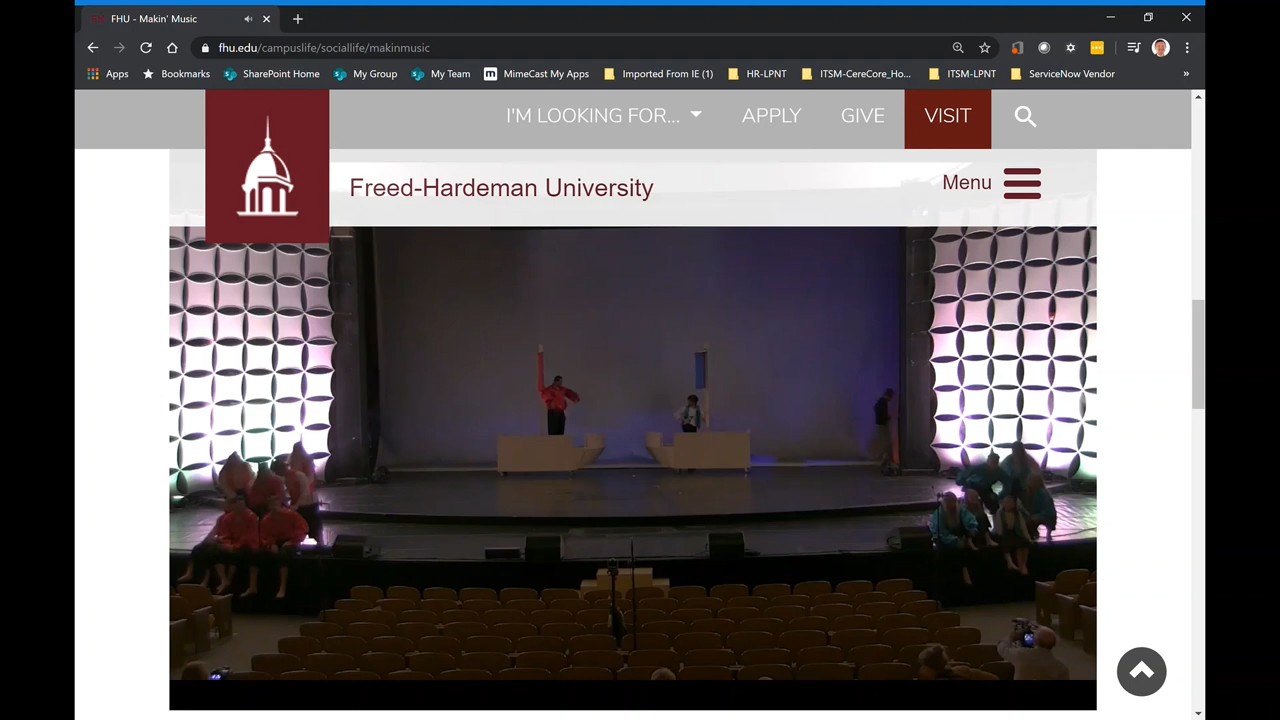 FHU - Makin' Music
fhu.edu/campuslife/sociallife/makinmusic
Apps Bookmarks SharePoint Home My Group My Team MimeCast My Apps Imported From IE (1) HR-LPNT ITSM-CereCore_Ho... ITSM-LPNT ServiceNow Vendor »
I'M LOOKING FOR... APPLY GIVE VISIT
Freed-Hardeman University Menu